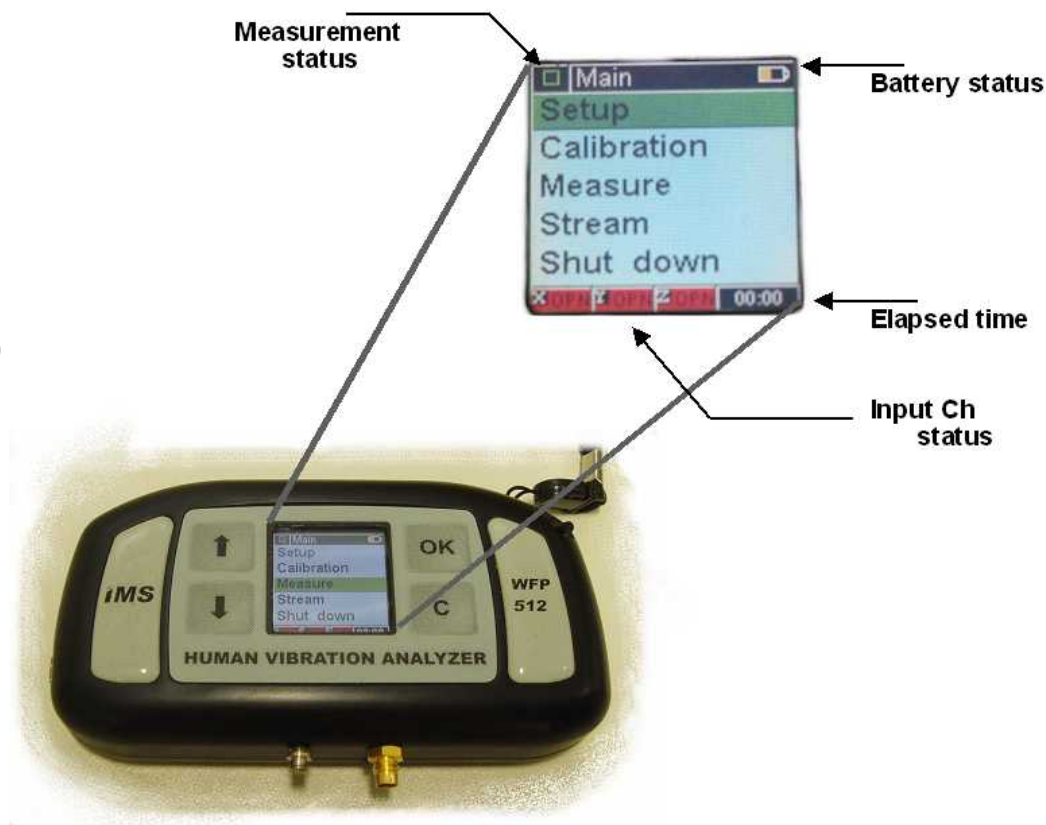 Measurement
status
Main
Battery status
Setup
Calibration
Measure
Stream
Shut down
X OPN Y OPN Z OPN 00:00
Elapsed time
Input Ch
status
iMS
Main
Setup
Calibration
Measure
Stream
Shut down
OK
C
WFP
512
HUMAN VIBRATION ANALYZER